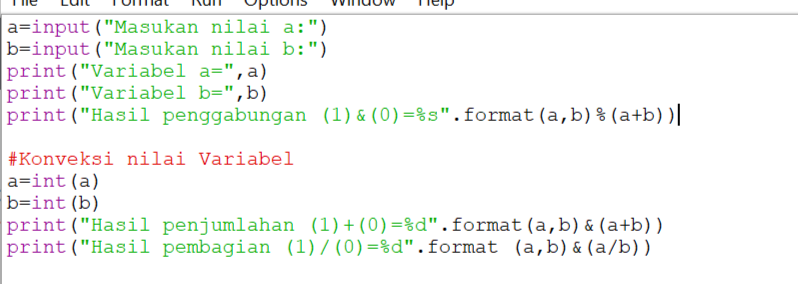 File Edit Format Run Options Window Help
a=input("Masukan nilai a:")
b=input("Masukan nilai b:")
print("Variabel a=",a)
print("Variabel b=",b)
print("Hasil penggabungan (1)&(0)=%s".format(a,b)%(a+b))
#Konveksi nilai Variabel
a=int(a)
b=int(b)
print("Hasil penjumlahan (1)+(0)=%d".format(a,b)&(a+b))
print("Hasil pembagian (1)/(0)=%d".format (a,b)&(a/b))